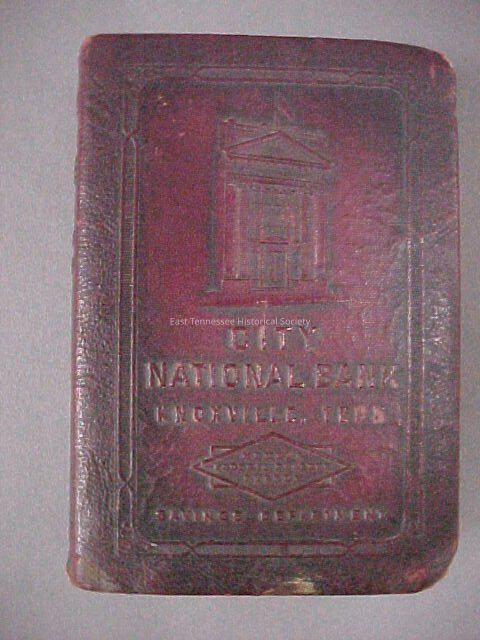 East Tennessee Historical Society
CITY
NATIONAL BANK
KNOXVILLE, TENN.
SAVINGS DEPARTMENT